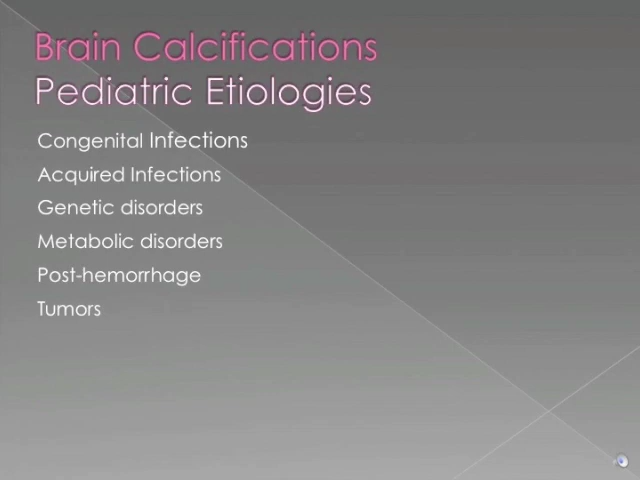 Brain Calcifications
Pediatric Etiologies
Congenital Infections
Acquired Infections
Genetic disorders
Metabolic disorders
Post-hemorrhage
Tumors